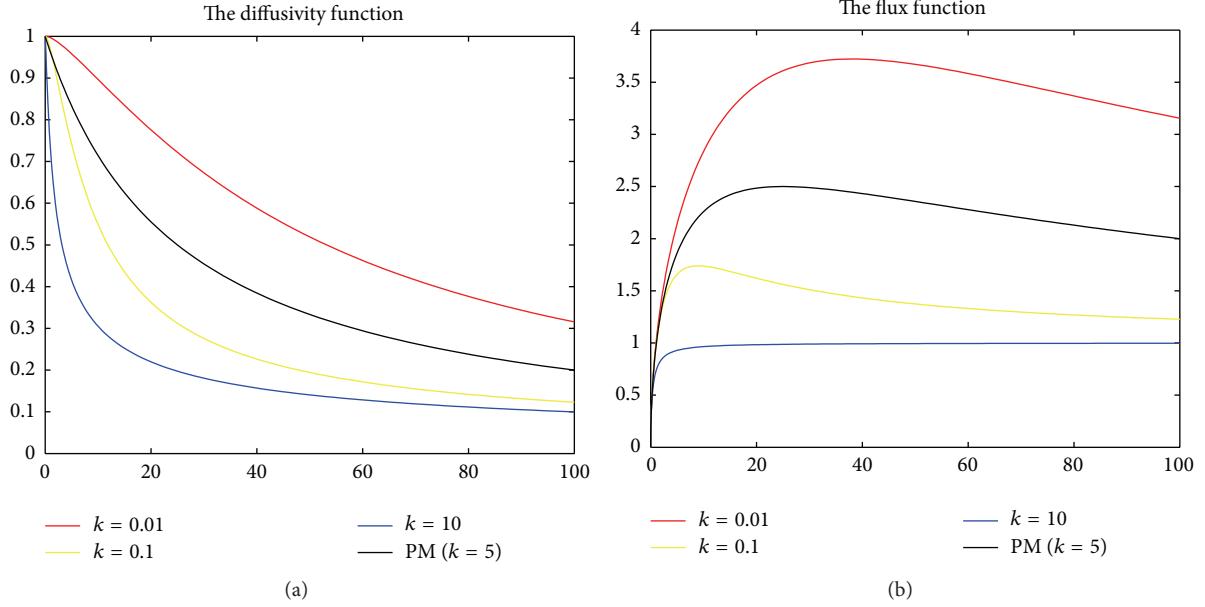 The diffusivity function
1
0.9
0.8
0.7
0.6
0.5
0.4
0.3
0.2
0.1
0
0 20 40 60 80 100
k = 0.01
k = 0.1
k = 10
PM (k = 5)
(a)
The flux function
4
3.5
3
2.5
2
1.5
1
0.5
0
0 20 40 60 80 100
k = 0.01
k = 0.1
k = 10
PM (k = 5)
(b)